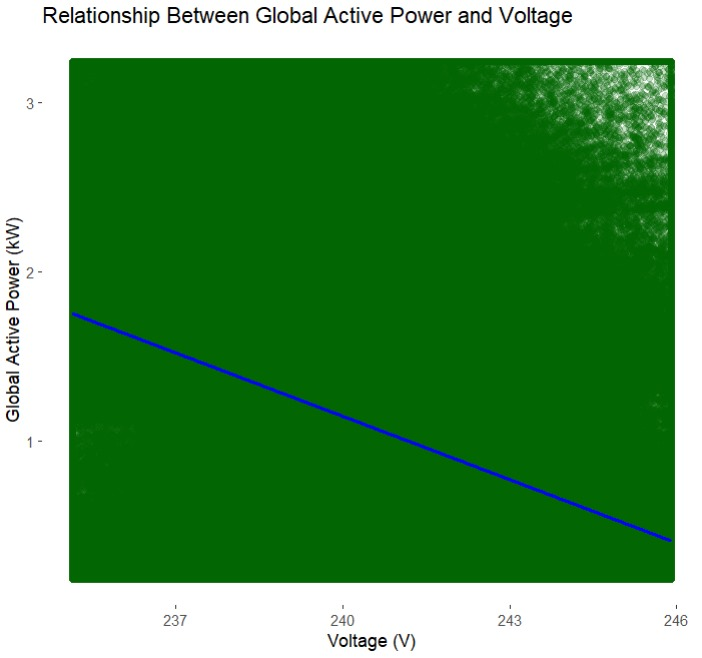 Relationship Between Global Active Power and Voltage
3
2
1
Global Active Power (kW)
237 240 243 246
Voltage (V)